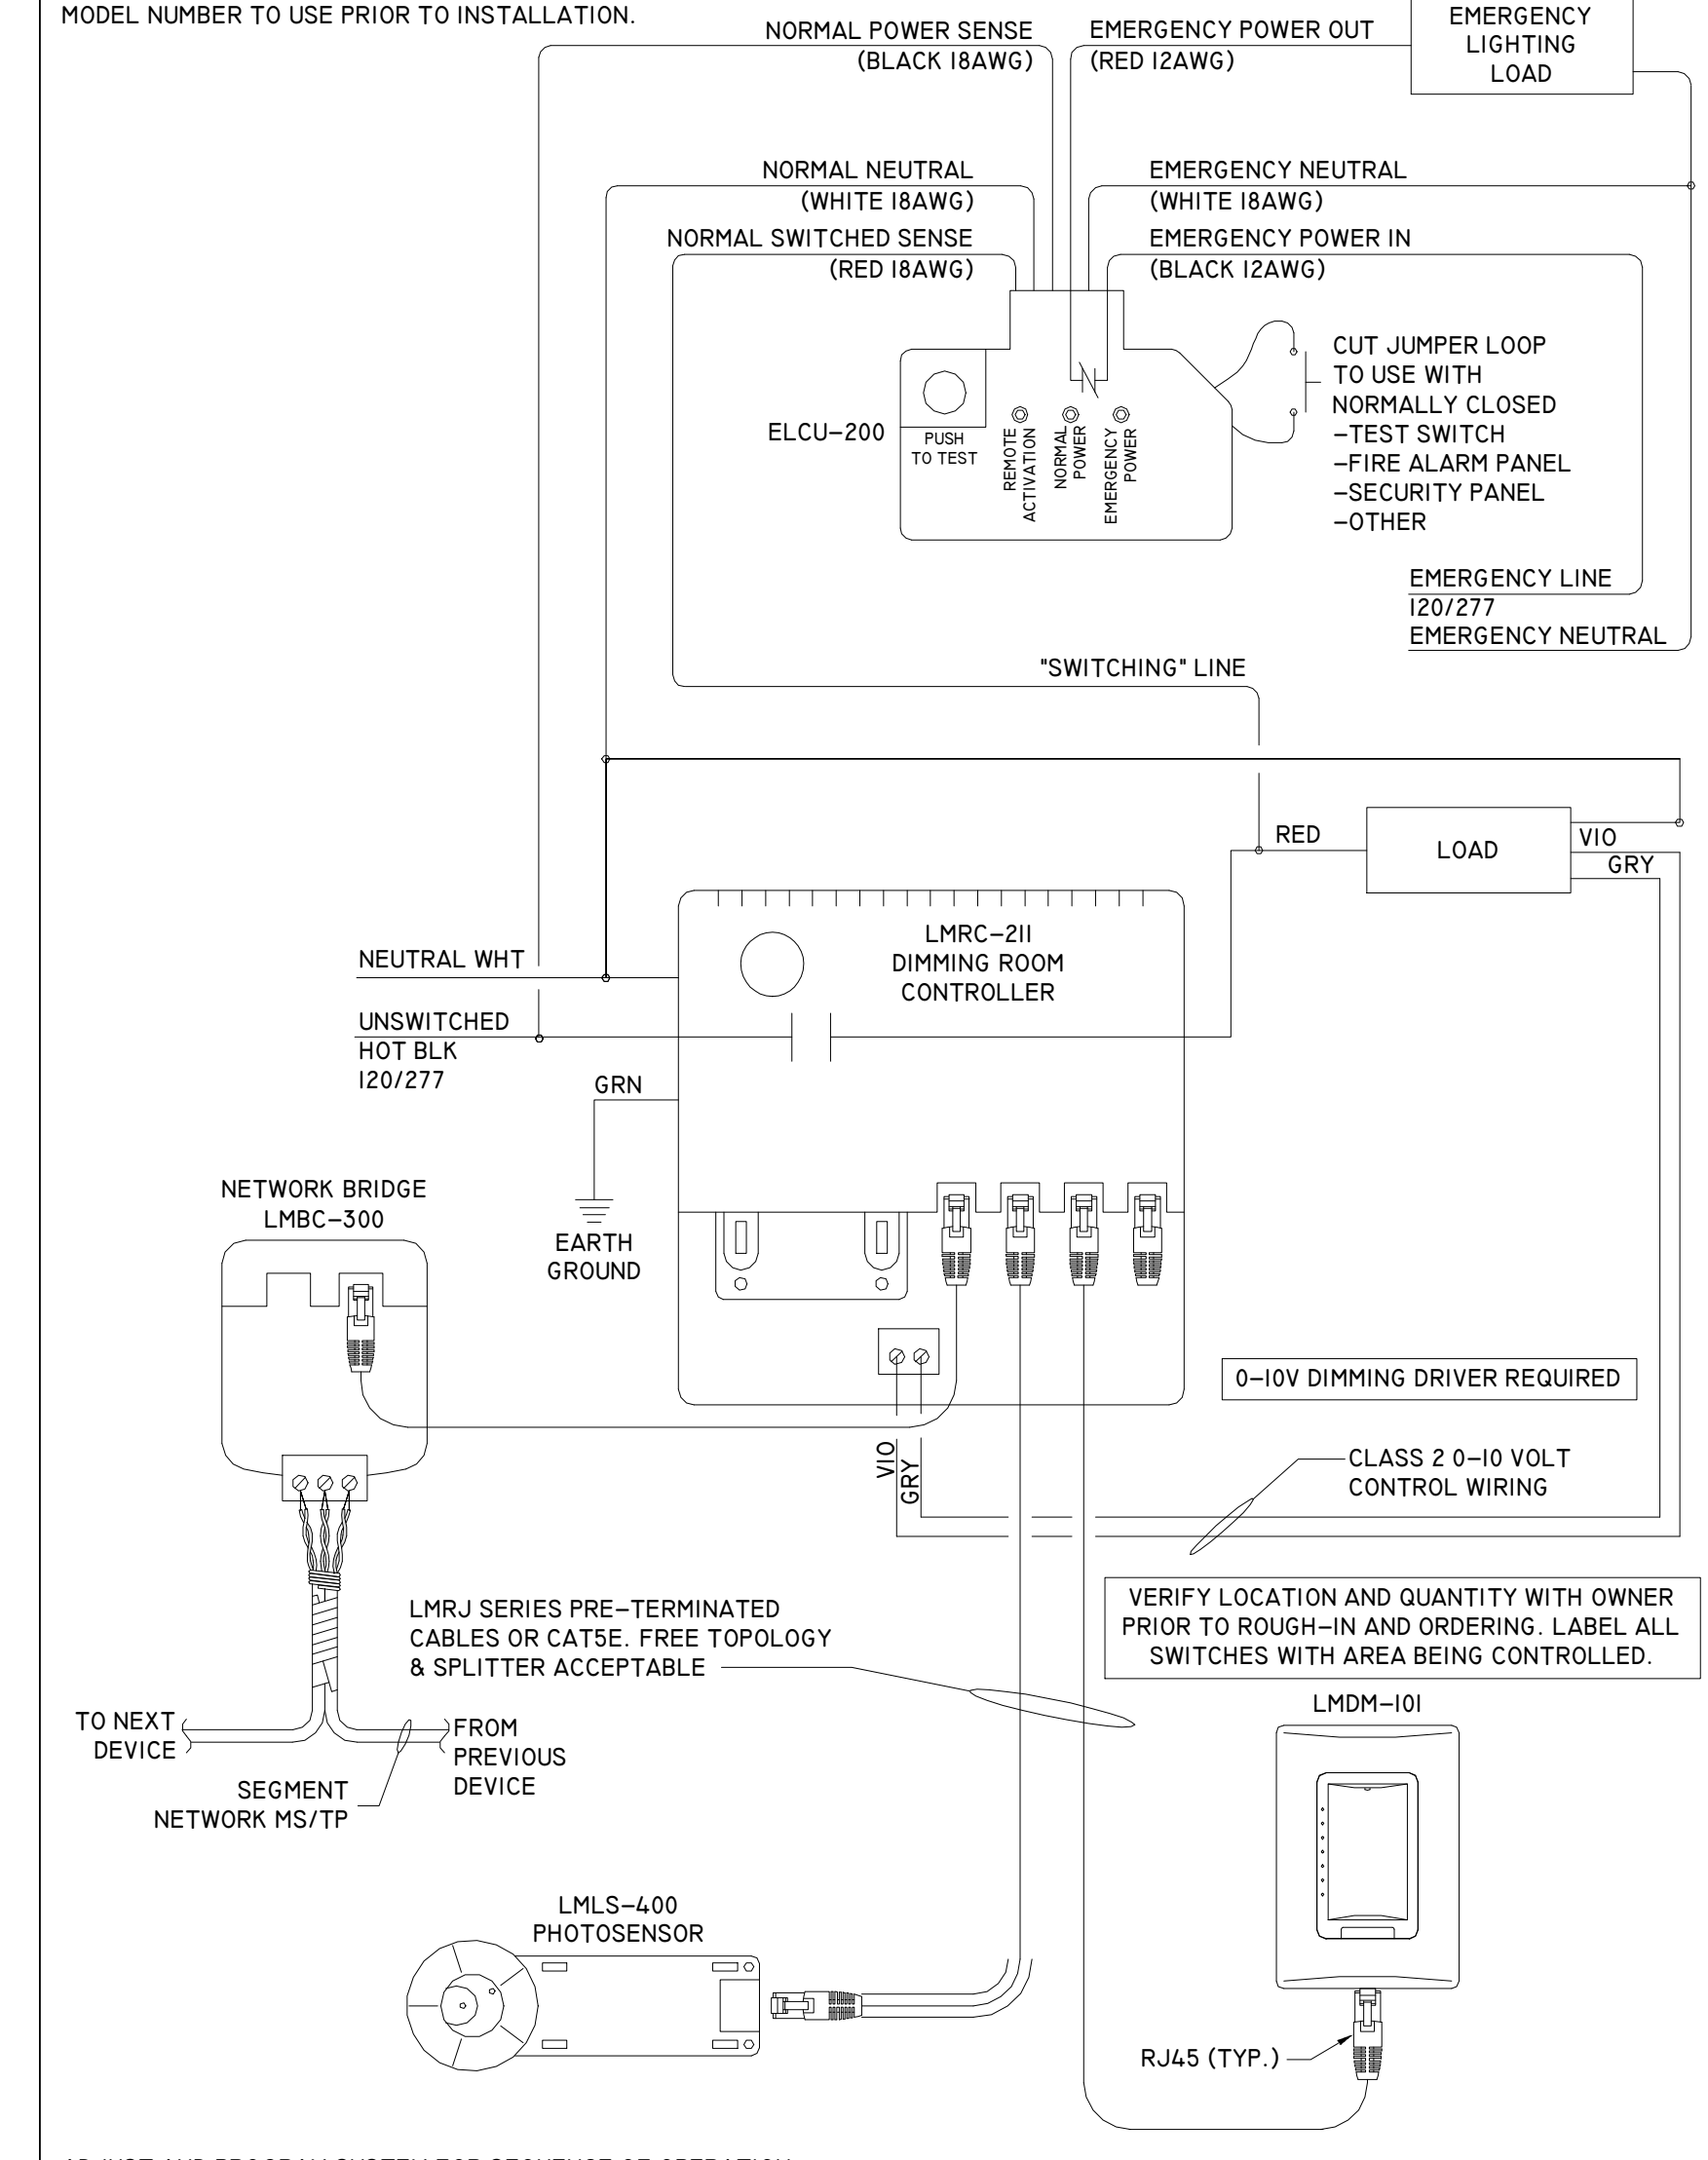 MODEL NUMBER TO USE PRIOR TO INSTALLATION.
NORMAL POWER SENSE
(BLACK 18AWG)
EMERGENCY POWER OUT
(RED 12AWG)
EMERGENCY
LIGHTING
LOAD
NORMAL NEUTRAL
(WHITE 18AWG)
EMERGENCY NEUTRAL
(WHITE 18AWG)
NORMAL SWITCHED SENSE
(RED 18AWG)
EMERGENCY POWER IN
(BLACK 12AWG)
ELCU-200
PUSH
TO TEST
REMOTE
ACTIVATION
NORMAL
POWER
EMERGENCY
POWER
CUT JUMPER LOOP
TO USE WITH
NORMALLY CLOSED
-TEST SWITCH
-FIRE ALARM PANEL
-SECURITY PANEL
-OTHER
EMERGENCY LINE
120/277
EMERGENCY NEUTRAL
"SWITCHING" LINE
RED
LOAD
VIO
GRY
LMRC-211
DIMMING ROOM
CONTROLLER
NEUTRAL WHT
UNSWITCHED
HOT BLK
120/277
GRN
EARTH
GROUND
NETWORK BRIDGE
LMBC-300
0-10V DIMMING DRIVER REQUIRED
VIO
GRY
CLASS 2 0-10 VOLT
CONTROL WIRING
LMRJ SERIES PRE-TERMINATED
CABLES OR CAT5E. FREE TOPOLOGY
& SPLITTER ACCEPTABLE
VERIFY LOCATION AND QUANTITY WITH OWNER
PRIOR TO ROUGH-IN AND ORDERING. LABEL ALL
SWITCHES WITH AREA BEING CONTROLLED.
LMDM-101
TO NEXT
DEVICE
FROM
PREVIOUS
DEVICE
SEGMENT
NETWORK MS/TP
LMLS-400
PHOTOSENSOR
RJ45 (TYP.)
ADJUST AND PROGRAM SYSTEM FOR SEQUENCE OF OPERATION